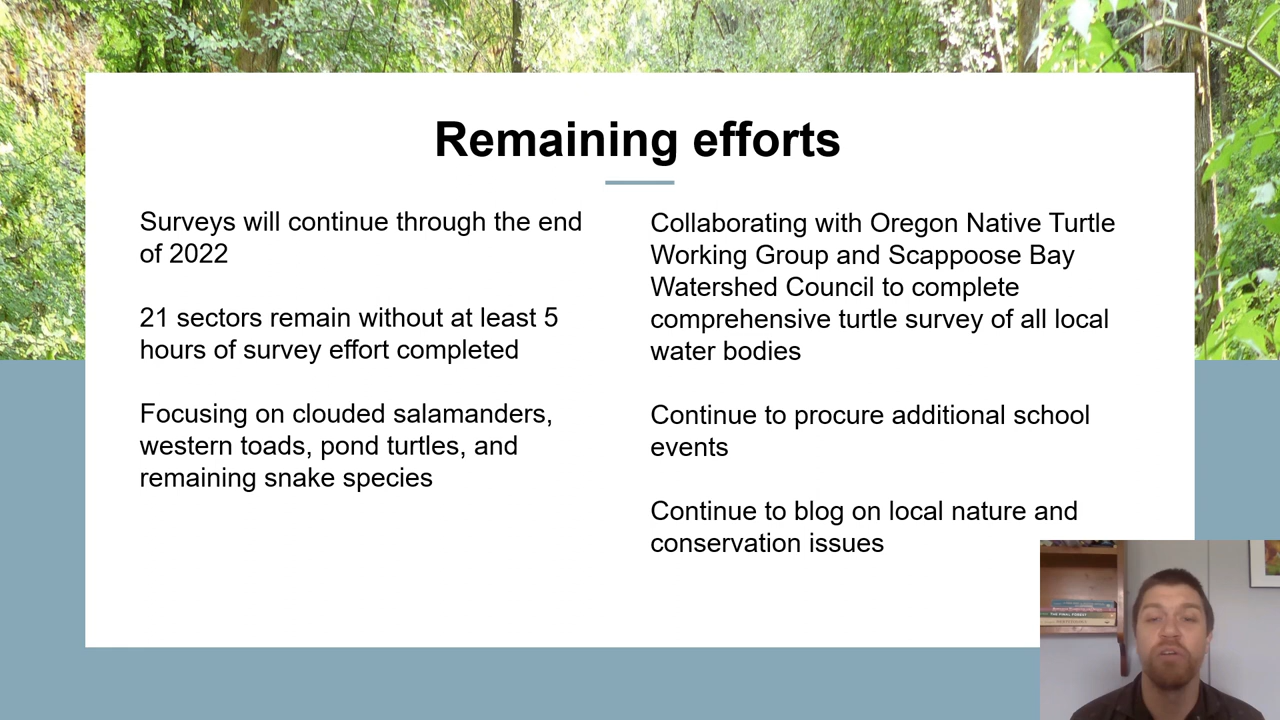 Remaining efforts
Surveys will continue through the end
of 2022
21 sectors remain without at least 5
hours of survey effort completed
Focusing on clouded salamanders,
western toads, pond turtles, and
remaining snake species
Collaborating with Oregon Native Turtle
Working Group and Scappoose Bay
Watershed Council to complete
comprehensive turtle survey of all local
water bodies
Continue to procure additional school
events
Continue to blog on local nature and
conservation issues
THE FINAL FOREST